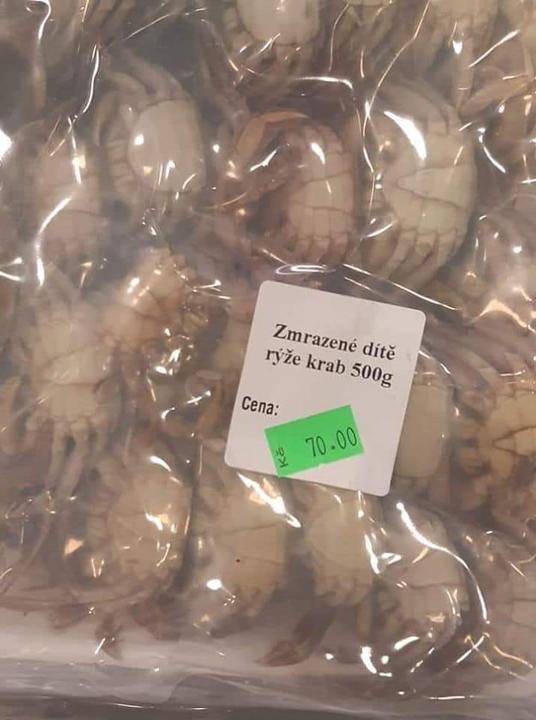 Zmrazené dítě
rýže krab 500g
Cena:
Kč 70.00